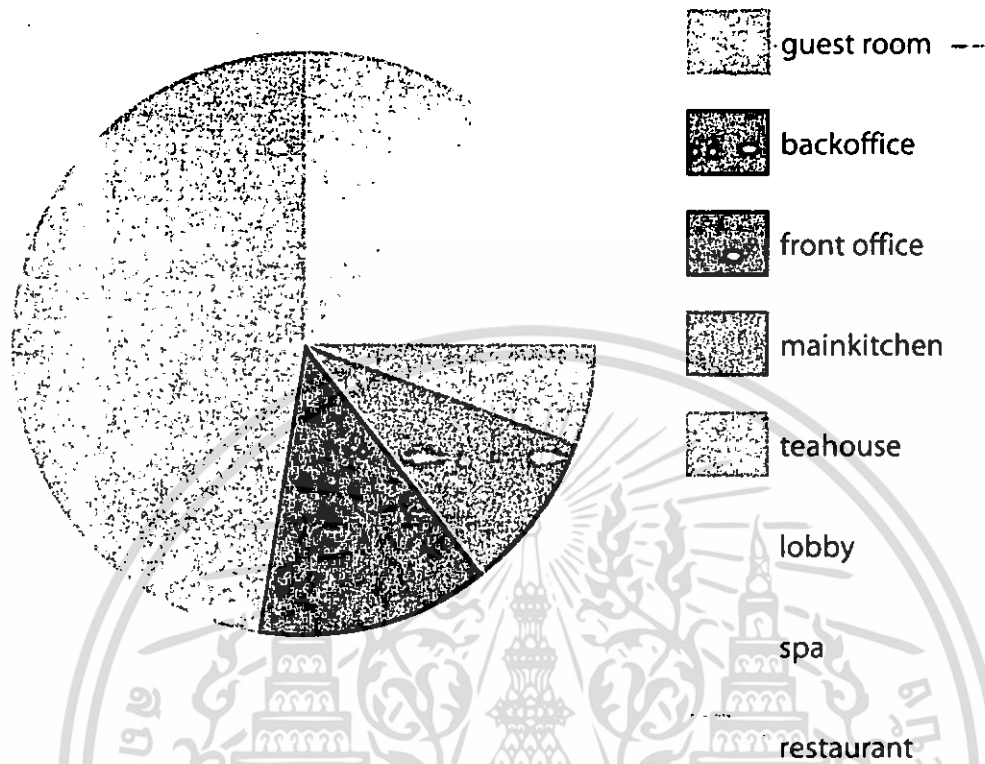 guest room
backoffice
front office
mainkitchen
teahouse
lobby
spa
restaurant